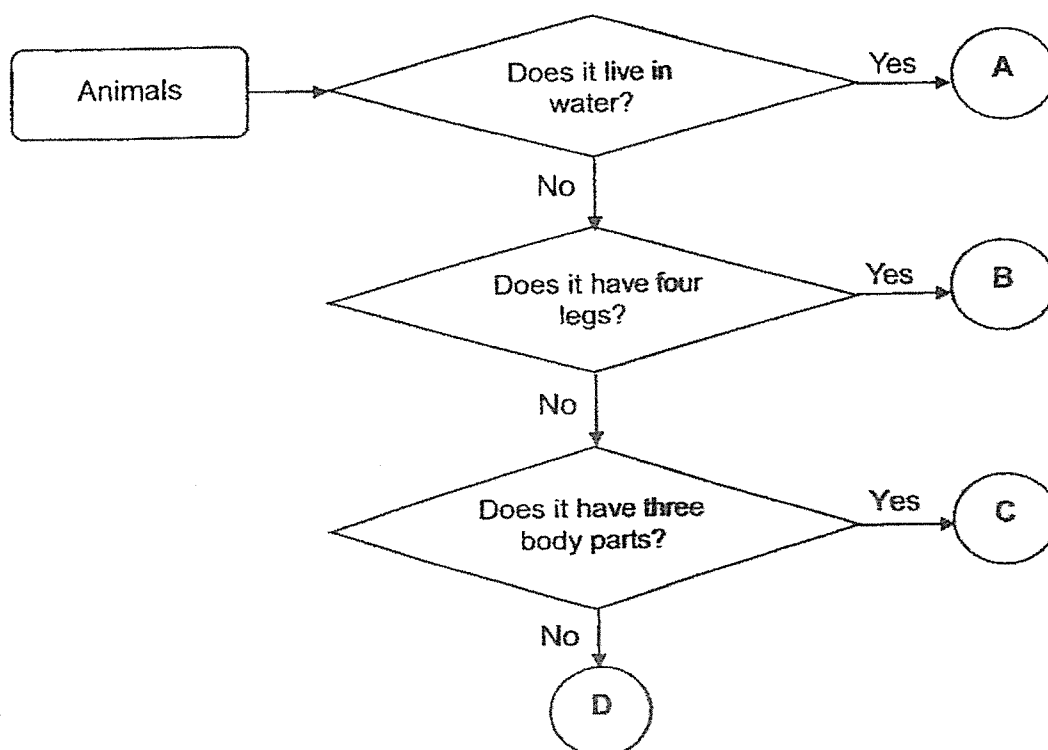 Animals
Does it live in
water?
Yes
A
No
Does it have four
legs?
Yes
B
No
Does it have three
body parts?
Yes
C
No
D